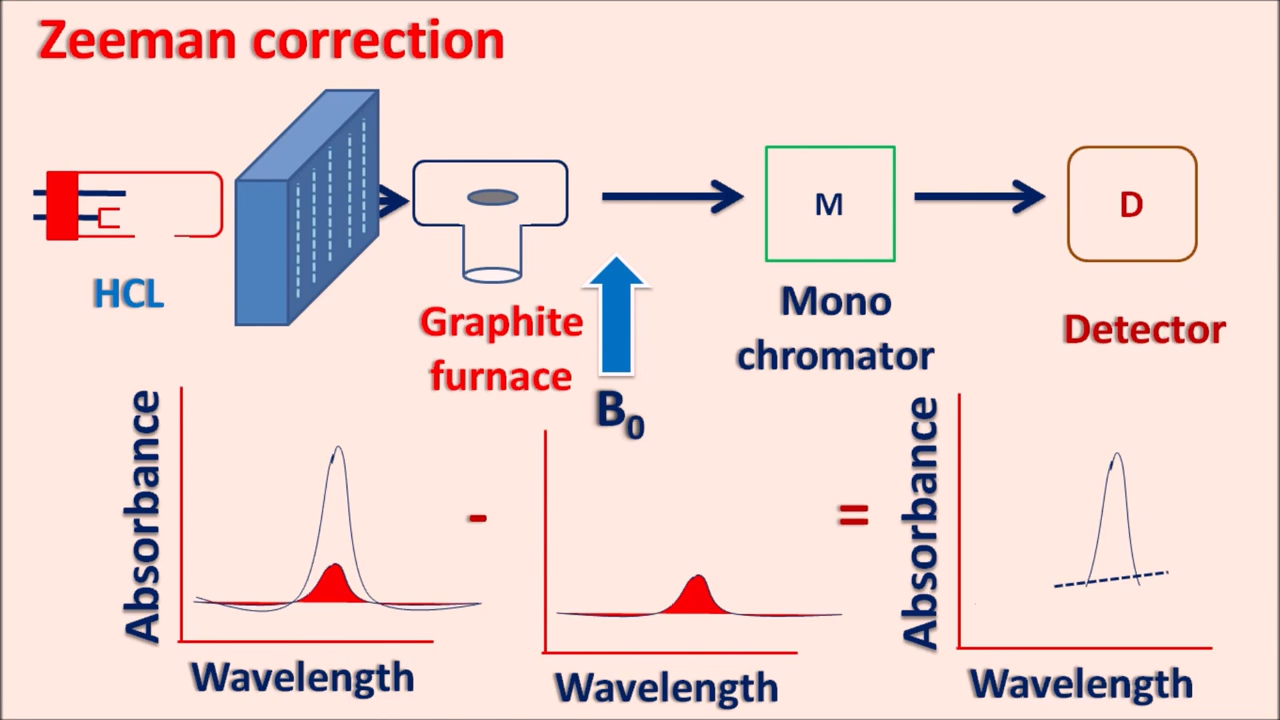 Zeeman correction
HCL
Graphite
furnace
B₀
M
Mono
chromator
D
Detector
Absorbance
Wavelength
-
Wavelength
=
Absorbance
Wavelength